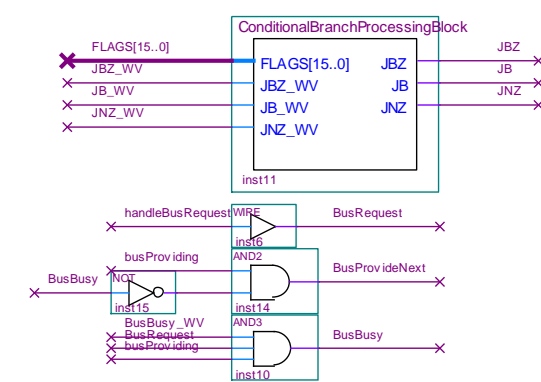 ConditionalBranchProcessingBlock
FLAGS[15..0]
JBZ_WV
JB_WV
JNZ_WV
FLAGS[15..0]
JBZ_WV
JB_WV
JNZ_WV
JBZ
JB
JNZ
JBZ
JB
JNZ
inst11
handleBusRequest
WIRE
BusRequest
inst6
busProviding
AND2
BusProvideNext
BusBusy
NOT
inst15
inst14
BusBusy_WV
AND3
BusRequest
BusBusy
busProviding
inst10